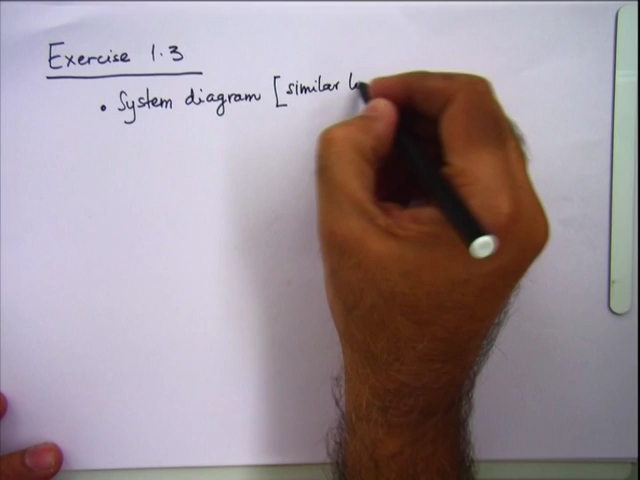 Exercise 1.3
• System diagram [similar